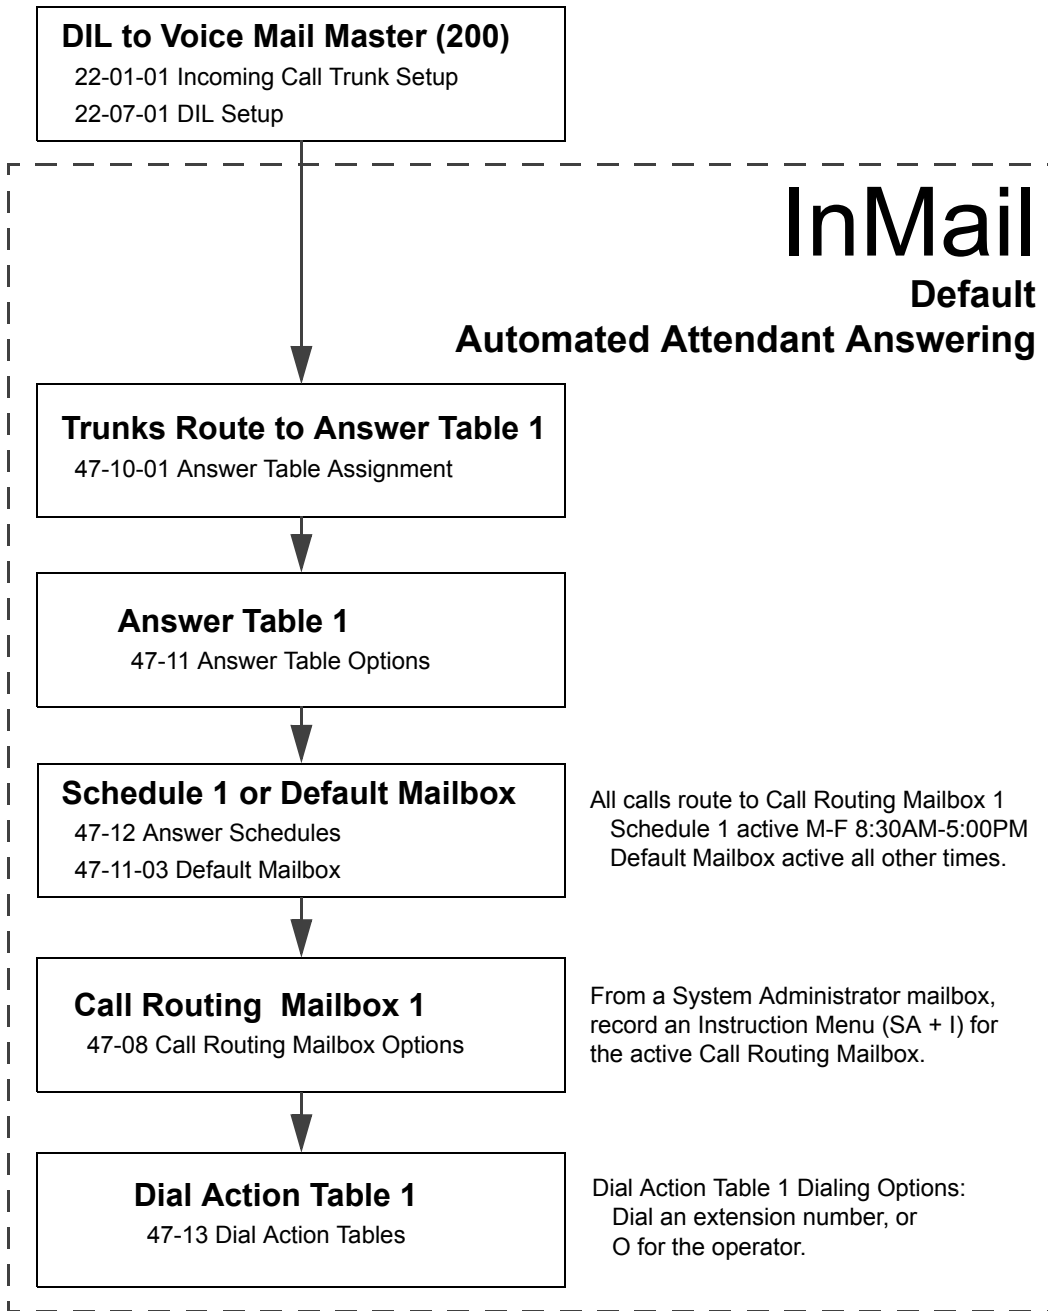 DIL to Voice Mail Master (200)
22-01-01 Incoming Call Trunk Setup
22-07-01 DIL Setup
InMail
Default
Automated Attendant Answering
Trunks Route to Answer Table 1
47-10-01 Answer Table Assignment
Answer Table 1
47-11 Answer Table Options
Schedule 1 or Default Mailbox
47-12 Answer Schedules
47-11-03 Default Mailbox
All calls route to Call Routing Mailbox 1
Schedule 1 active M-F 8:30AM-5:00PM
Default Mailbox active all other times.
Call Routing Mailbox 1
47-08 Call Routing Mailbox Options
From a System Administrator mailbox,
record an Instruction Menu (SA + I) for
the active Call Routing Mailbox.
Dial Action Table 1
47-13 Dial Action Tables
Dial Action Table 1 Dialing Options:
Dial an extension number, or
O for the operator.